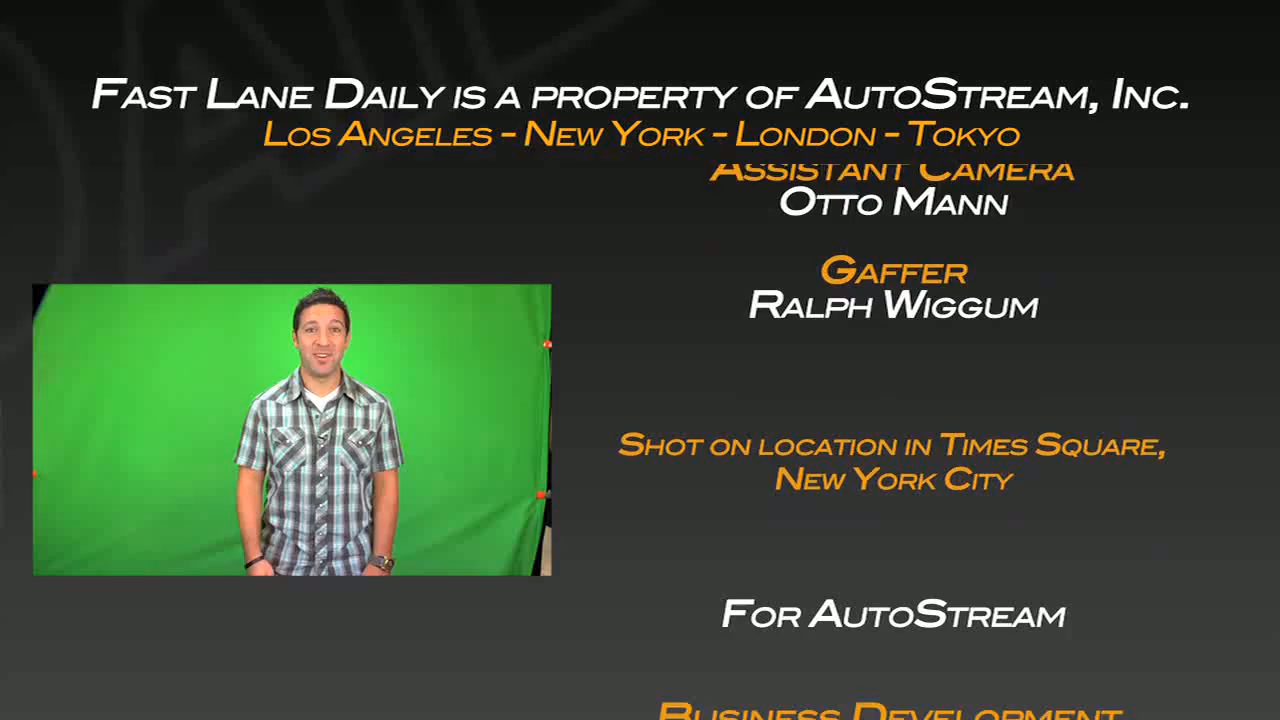 Fast Lane Daily is a property of AutoStream, Inc.
Los Angeles - New York - London - Tokyo
Assistant Camera
Otto Mann
Gaffer
Ralph Wiggum
Shot on location in Times Square,
New York City
For AutoStream
Business Development